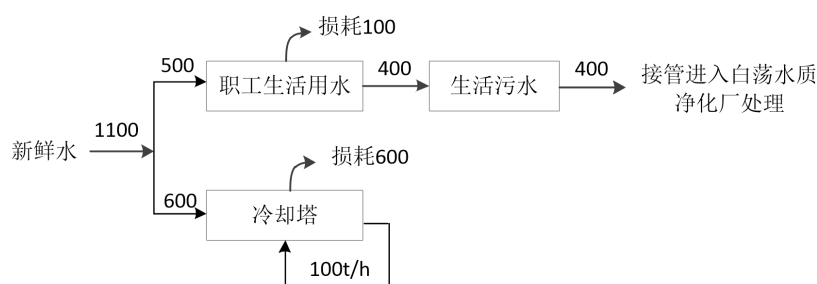 损耗100
500
职工生活用水
400
生活污水
400
接管进入白荡水质
净化厂处理
1100
新鲜水
损耗600
600
冷却塔
100t/h